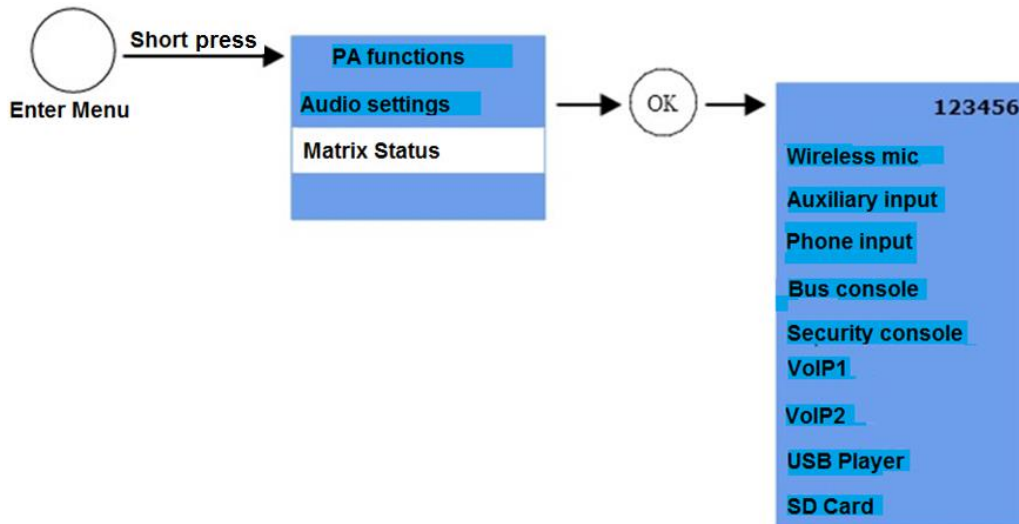 Short press
Enter Menu
PA functions
Audio settings
Matrix Status
OK
123456
Wireless mic
Auxiliary input
Phone input
Bus console
Security console
VoIP1
VoIP2
USB Player
SD Card